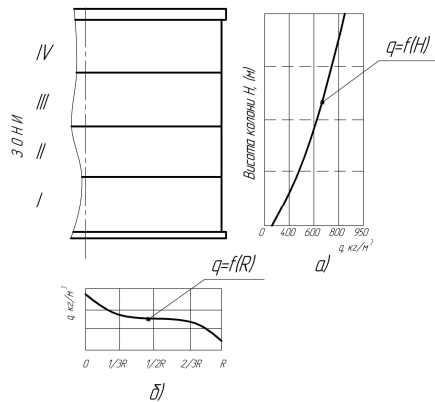 ЗОНИ
IV
III
II
I
Висота колони H, (м)
q=f(H)
0 400 600 800 950
q, кг/м³
а)
q=f(R)
q, кг/м³
0 1/3R 1/2R 2/3R R
б)